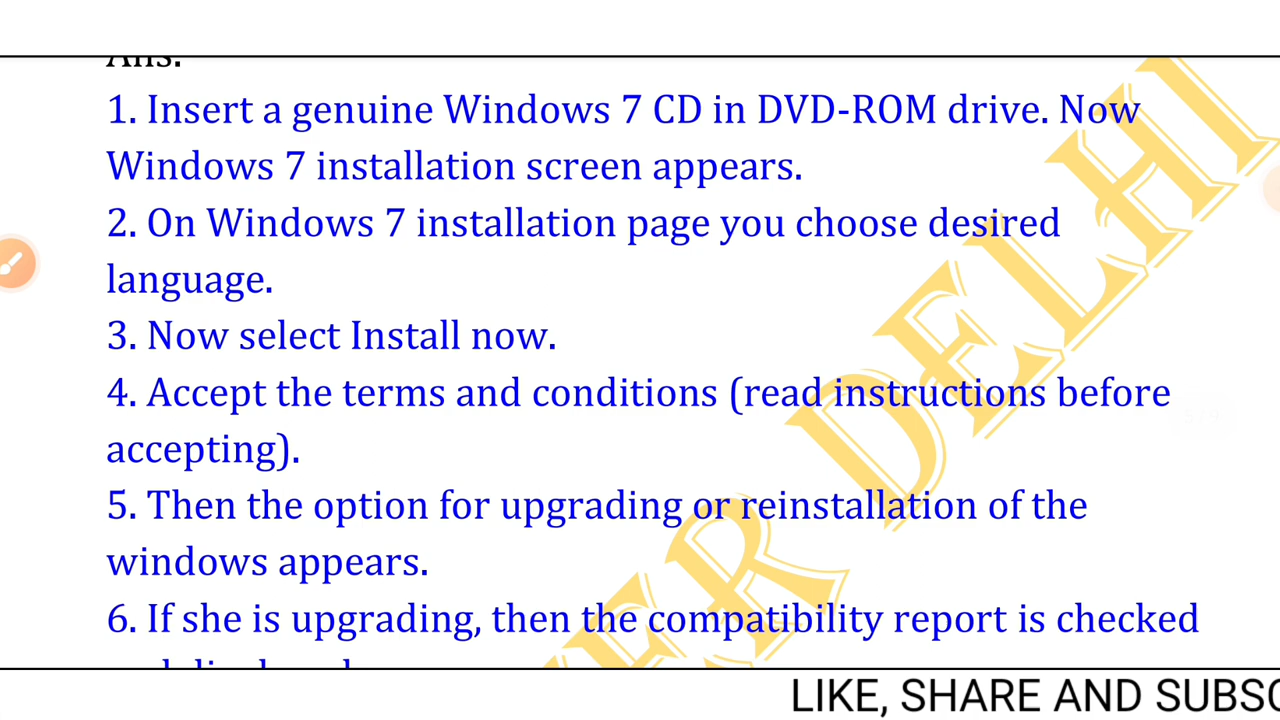 Ans:
1. Insert a genuine Windows 7 CD in DVD-ROM drive. Now
Windows 7 installation screen appears.
2. On Windows 7 installation page you choose desired
language.
3. Now select Install now.
4. Accept the terms and conditions (read instructions before
accepting).
5. Then the option for upgrading or reinstallation of the
windows appears.
6. If she is upgrading, then the compatibility report is checked
DELHI
LIKE, SHARE AND SUBSC